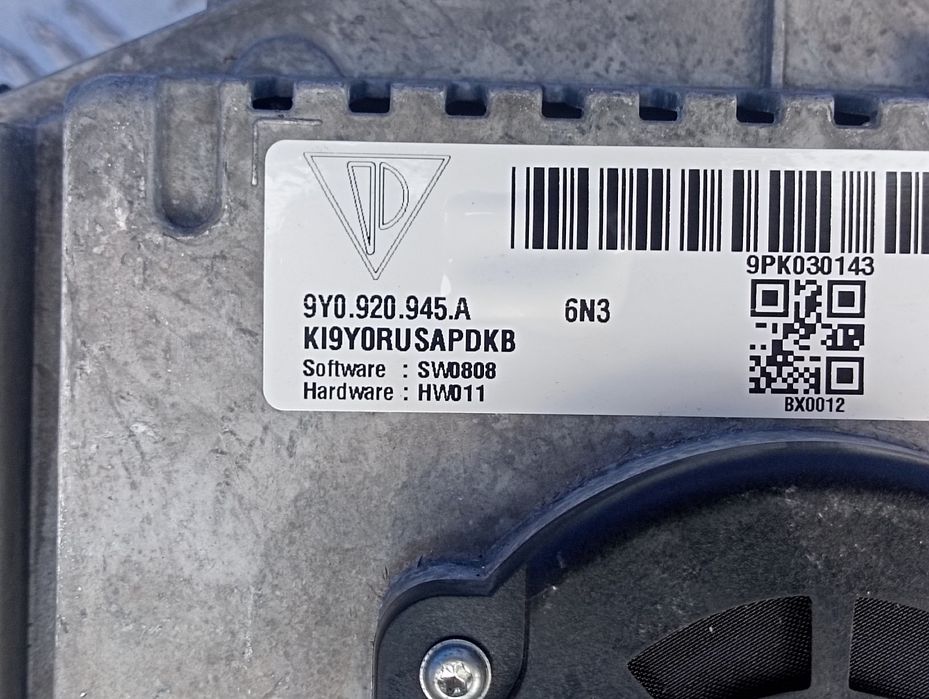 9PK030143
9Y0.920.945.A 6N3
KI9Y0RUSAPDKB
Software : SW0808
Hardware : HW011
BX0012